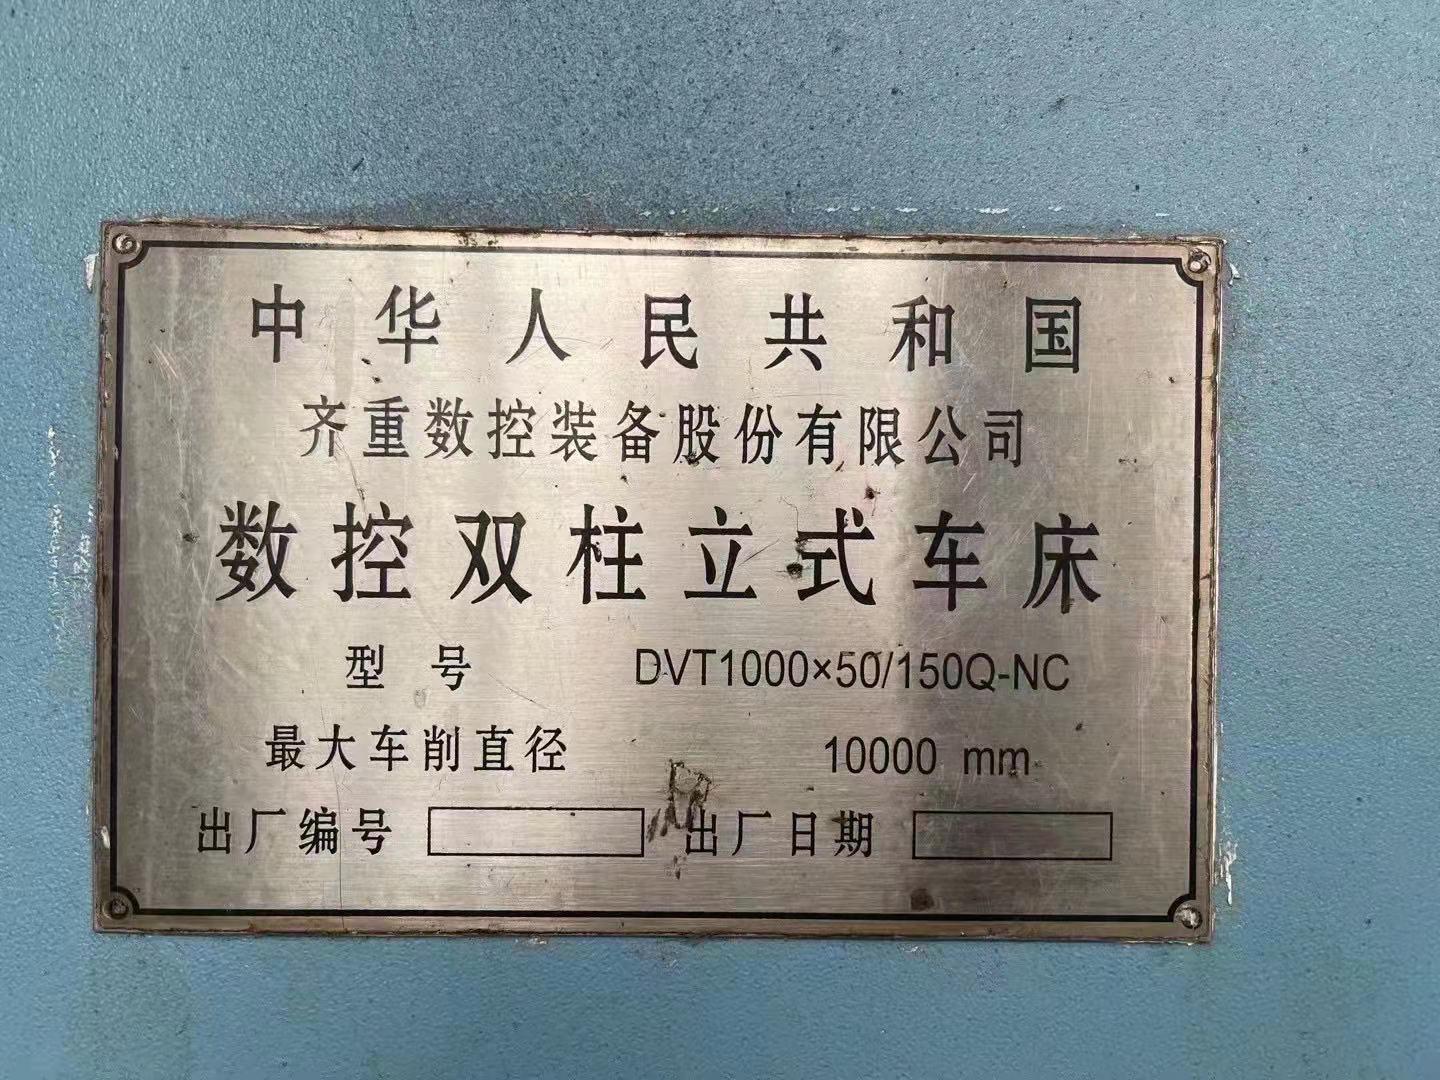 中华人民共和国
齐重数控装备股份有限公司
数控双柱立式车床
型号 DVT1000×50/150Q-NC
最大车削直径 10000 mm
出厂编号 出厂日期